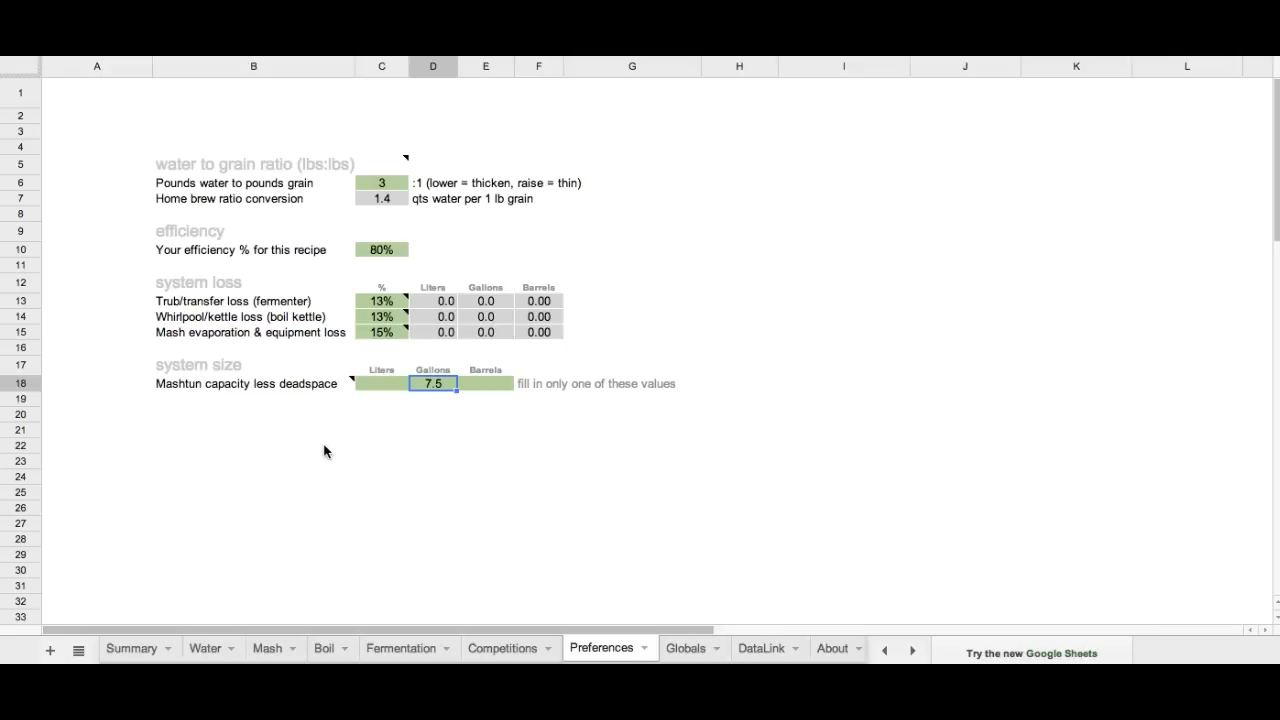 A B C D E F G H I J K L
1
2
3
4
5 water to grain ratio (lbs:lbs)
6 Pounds water to pounds grain 3 :1 (lower = thicken, raise = thin)
7 Home brew ratio conversion 1.4 qts water per 1 lb grain
8
9 efficiency
10 Your efficiency % for this recipe 80%
11
12 system loss % Liters Gallons Barrels
13 Trub/transfer loss (fermenter) 13% 0.0 0.0 0.00
14 Whirlpool/kettle loss (boil kettle) 13% 0.0 0.0 0.00
15 Mash evaporation & equipment loss 15% 0.0 0.0 0.00
16
17 system size Liters Gallons Barrels
18 Mashtun capacity less deadspace 7.5 fill in only one of these values
19
20
21
22
23
24
25
26
27
28
29
30
31
32
33
+ Summary Water Mash Boil Fermentation Competitions Preferences Globals DataLink About Try the new Google Sheets